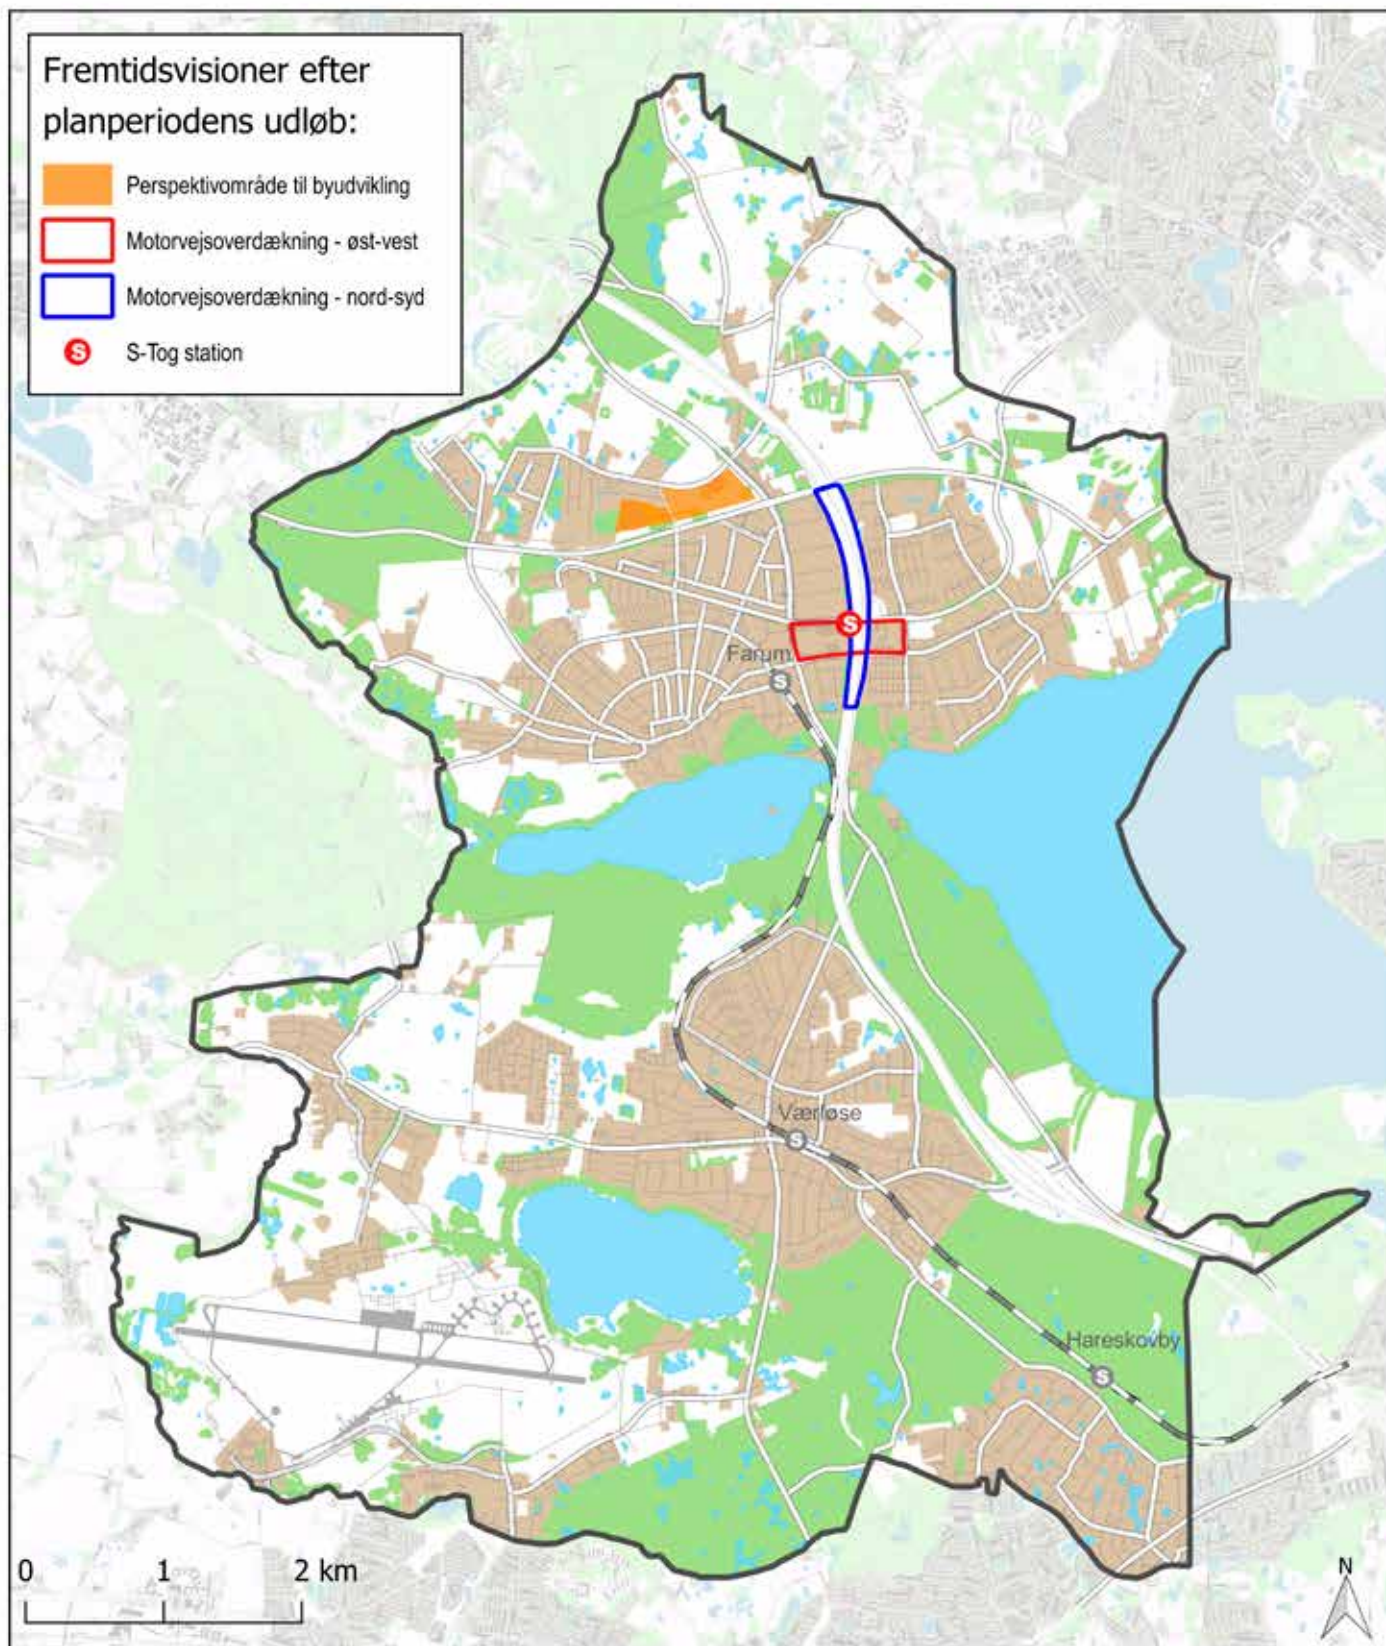 Fremtidsvisioner efter
planperiodens udløb:
Perspektivområde til byudvikling
Motorvejsoverdækning - øst-vest
Motorvejsoverdækning - nord-syd
S S-Tog station
S
Farum
S
Værløse
S
Hareskovby
S
0 1 2 km
N